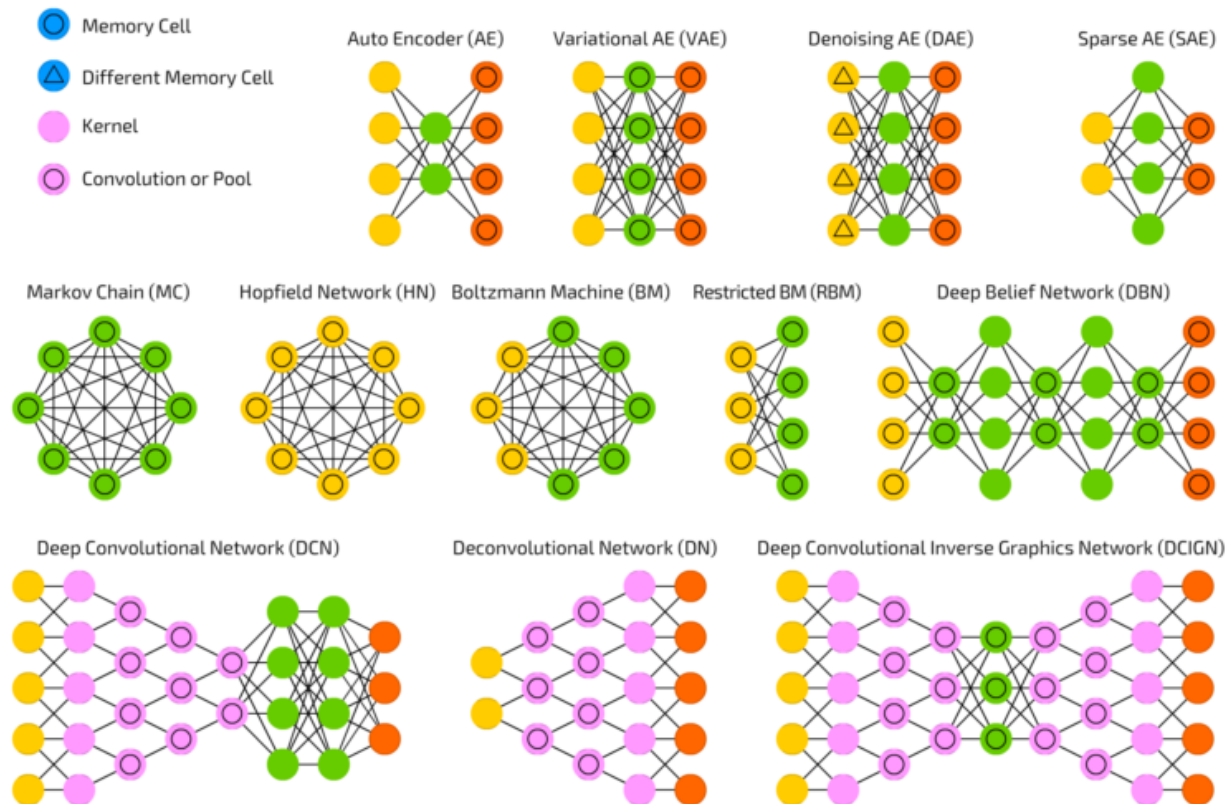 Memory Cell
Different Memory Cell
Kernel
Convolution or Pool
Auto Encoder (AE)
Variational AE (VAE)
Denoising AE (DAE)
Sparse AE (SAE)
Markov Chain (MC)
Hopfield Network (HN)
Boltzmann Machine (BM)
Restricted BM (RBM)
Deep Belief Network (DBN)
Deep Convolutional Network (DCN)
Deconvolutional Network (DN)
Deep Convolutional Inverse Graphics Network (DCIGN)